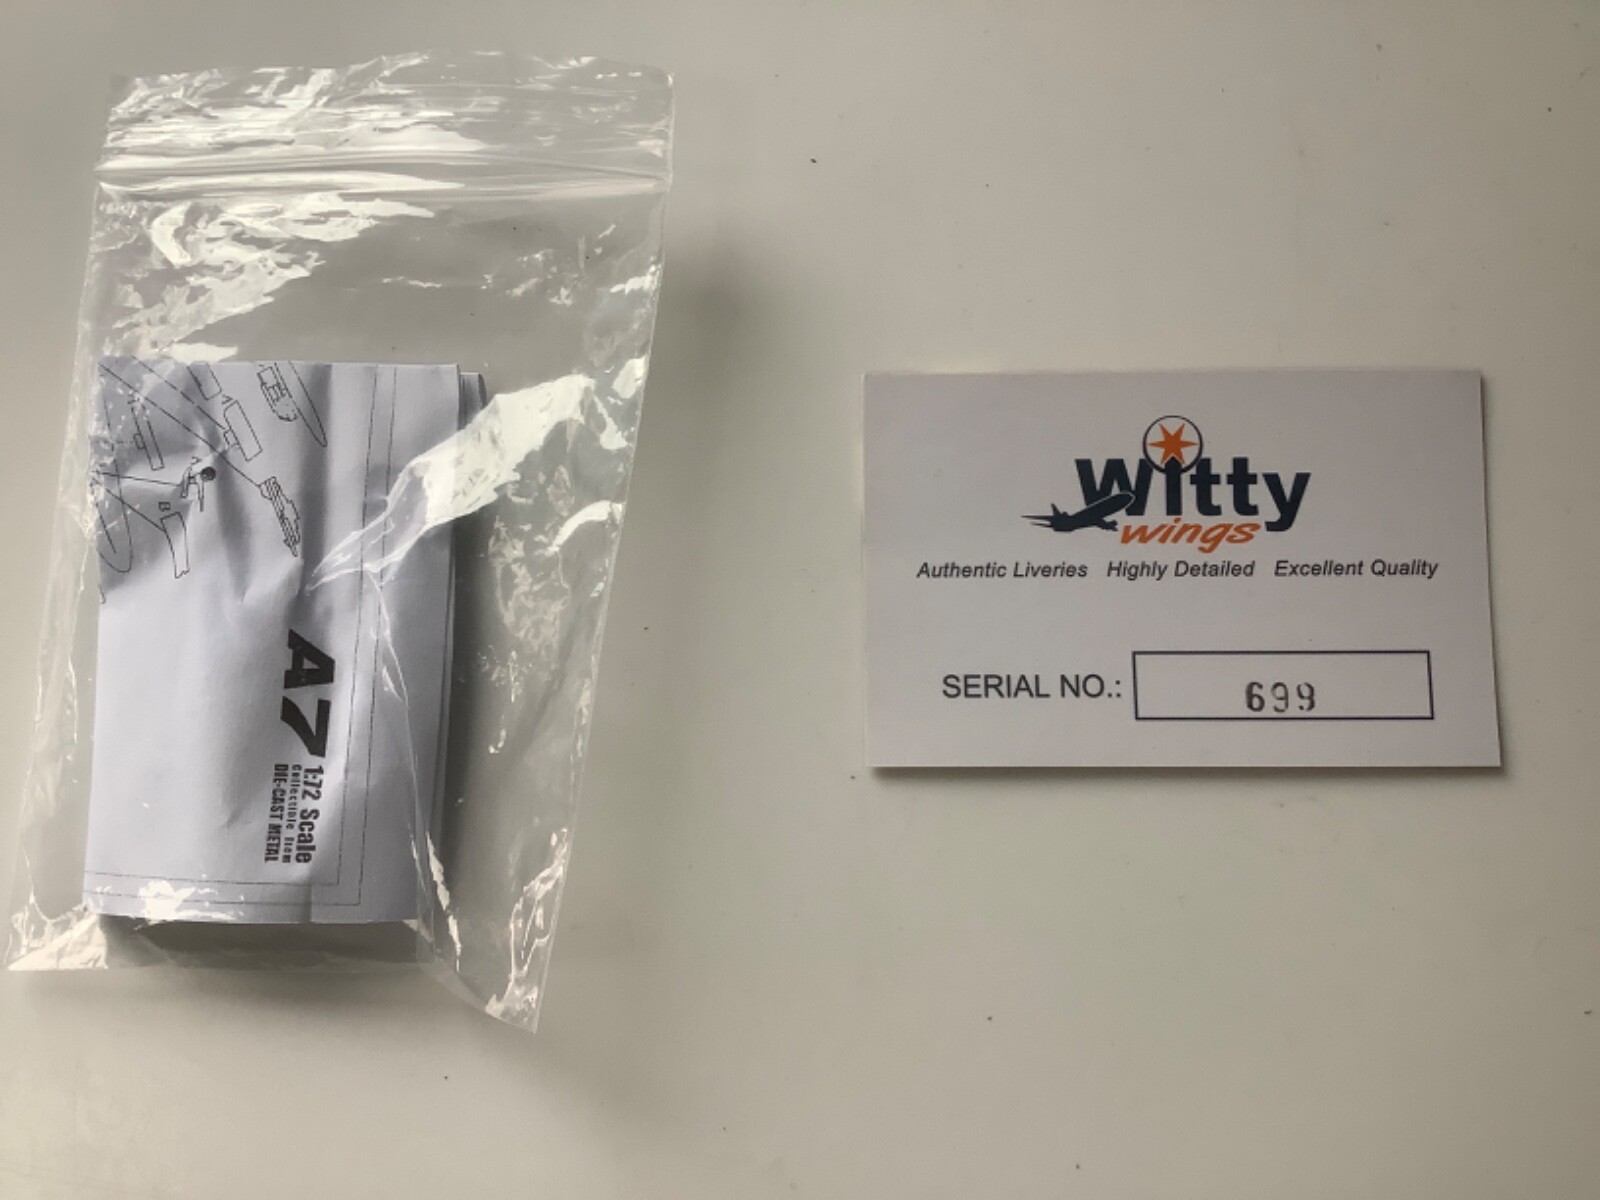 B
A7
1:72 Scale
Collectible Item
DIE-CAST METAL
Witty
wings
Authentic Liveries Highly Detailed Excellent Quality
SERIAL NO.: 699